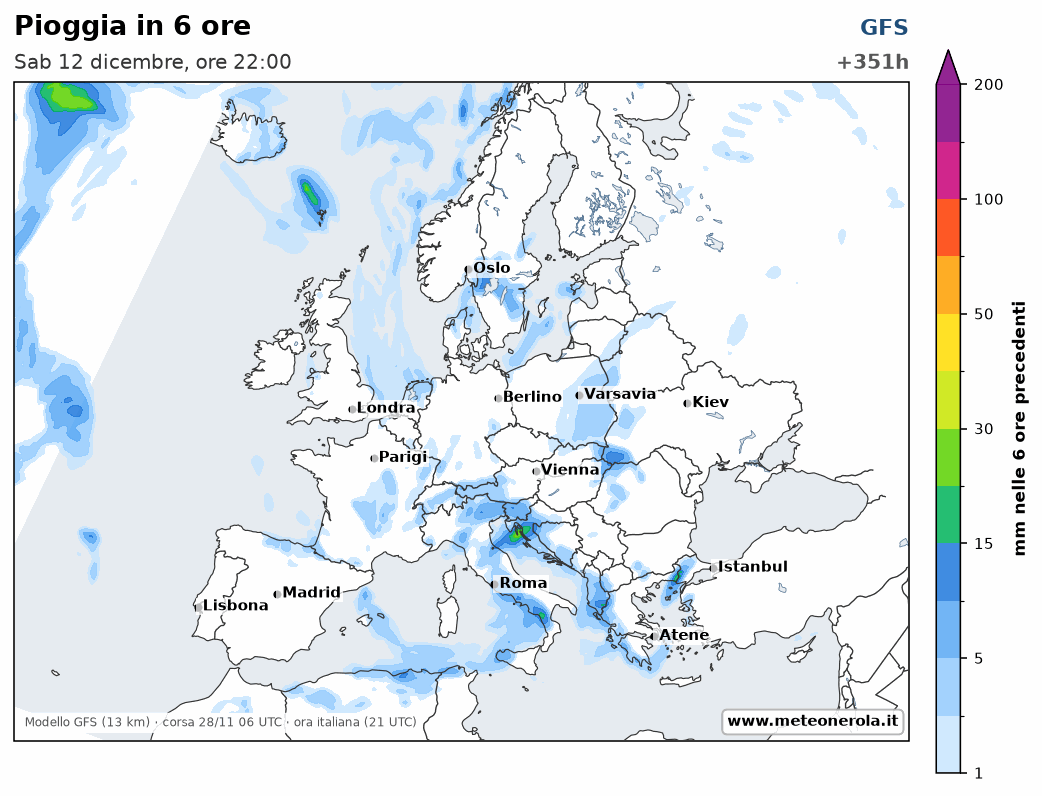 Pioggia in 6 ore
GFS
Sab 12 dicembre, ore 22:00
+351h
200
100
50
30
15
5
1
mm nelle 6 ore precedenti
Oslo
Berlino
Varsavia
Kiev
Londra
Parigi
Vienna
Istanbul
Roma
Madrid
Lisbona
Atene
Modello GFS (13 km) · corsa 28/11 06 UTC · ora italiana (21 UTC)
www.meteonerola.it